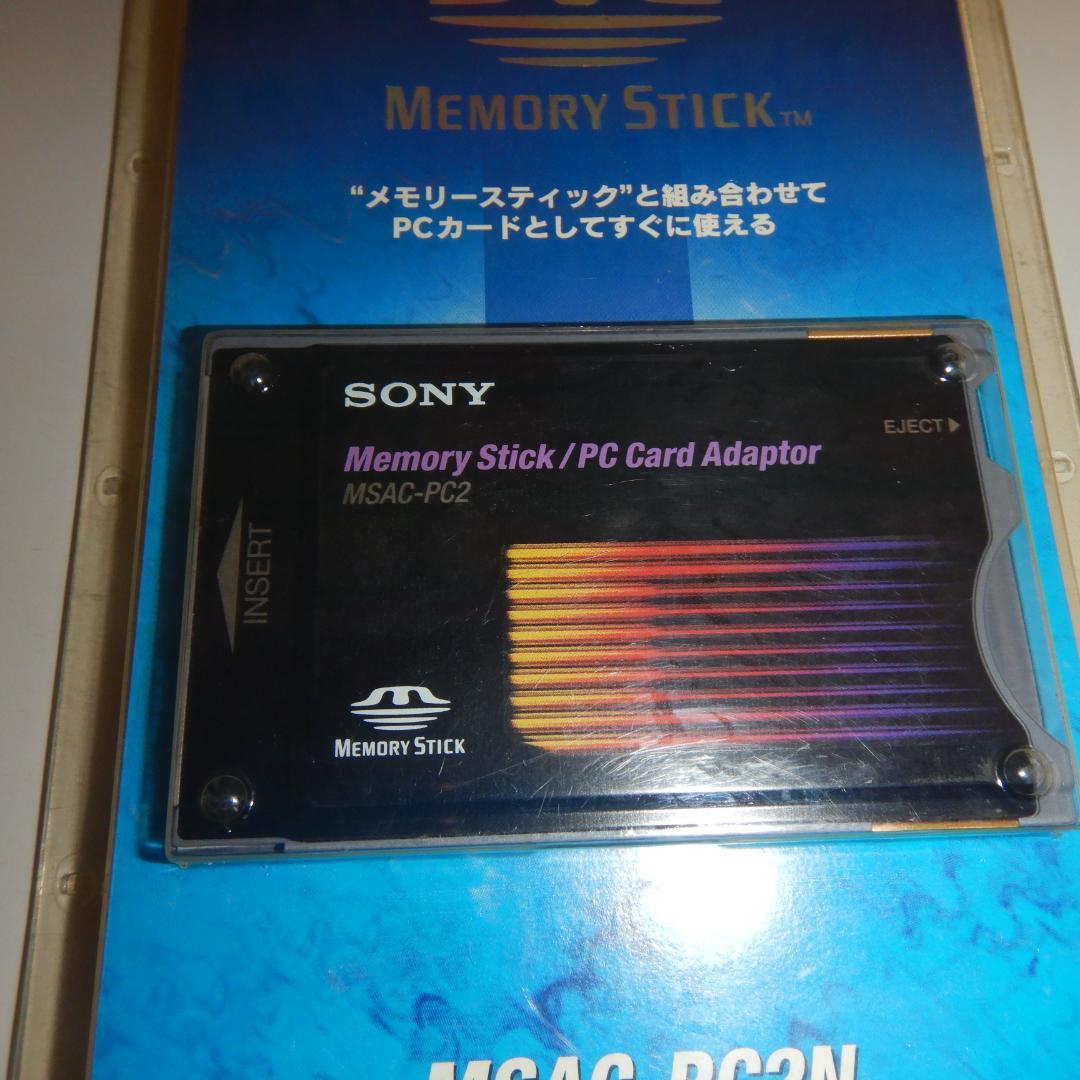 MEMORY STICK™
“メモリースティック”と組み合わせて
PCカードとしてすぐに使える
SONY
EJECT▶
Memory Stick/PC Card Adaptor
MSAC-PC2
INSERT
MEMORY STICK
MSAC-PC2N